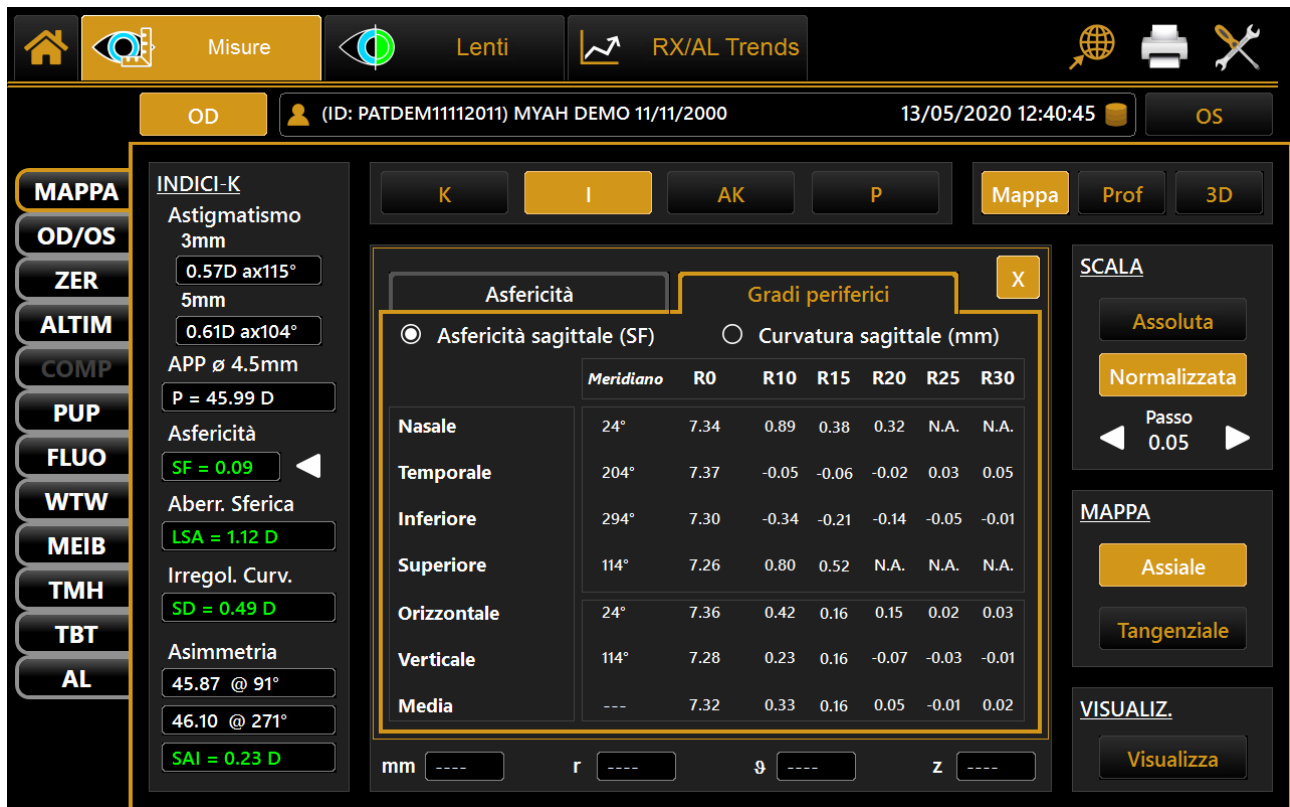 Misure Lenti RX/AL Trends
OD (ID: PATDEM11112011) MYAH DEMO 11/11/2000 13/05/2020 12:40:45 OS
MAPPA
OD/OS
ZER
ALTIM
COMP
PUP
FLUO
WTW
MEIB
TMH
TBT
AL
INDICI-K
Astigmatismo
3mm
0.57D ax115°
5mm
0.61D ax104°
APP ø 4.5mm
P = 45.99 D
Asfericità
SF = 0.09
Aberr. Sferica
LSA = 1.12 D
Irregol. Curv.
SD = 0.49 D
Asimmetria
45.87 @ 91°
46.10 @ 271°
SAI = 0.23 D
K I AK P
Mappa Prof 3D
Asfericità Gradi periferici X
Asfericità sagittale (SF) Curvatura sagittale (mm)
Meridiano R0 R10 R15 R20 R25 R30
Nasale 24° 7.34 0.89 0.38 0.32 N.A. N.A.
Temporale 204° 7.37 -0.05 -0.06 -0.02 0.03 0.05
Inferiore 294° 7.30 -0.34 -0.21 -0.14 -0.05 -0.01
Superiore 114° 7.26 0.80 0.52 N.A. N.A. N.A.
Orizzontale 24° 7.36 0.42 0.16 0.15 0.02 0.03
Verticale 114° 7.28 0.23 0.16 -0.07 -0.03 -0.01
Media --- 7.32 0.33 0.16 0.05 -0.01 0.02
mm ---- r ---- ϑ ---- z ----
SCALA
Assoluta
Normalizzata
Passo
0.05
MAPPA
Assiale
Tangenziale
VISUALIZ.
Visualizza